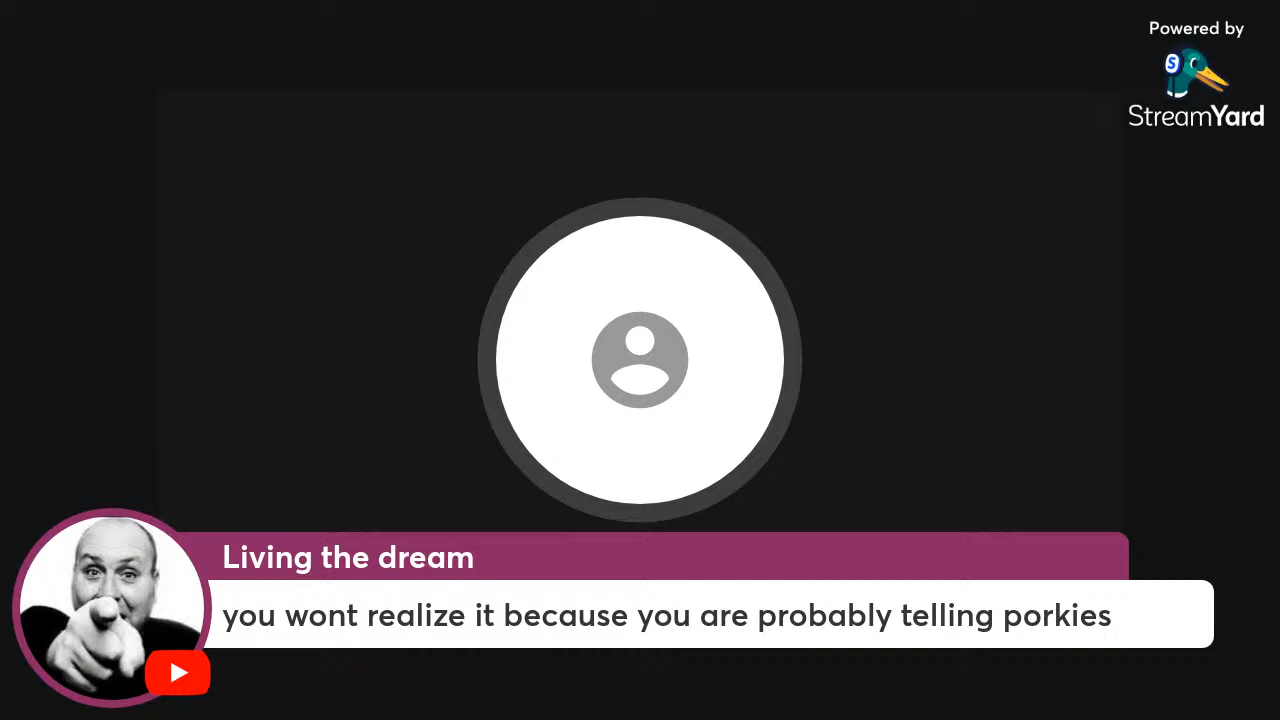 Powered by
S
StreamYard
Living the dream
you wont realize it because you are probably telling porkies